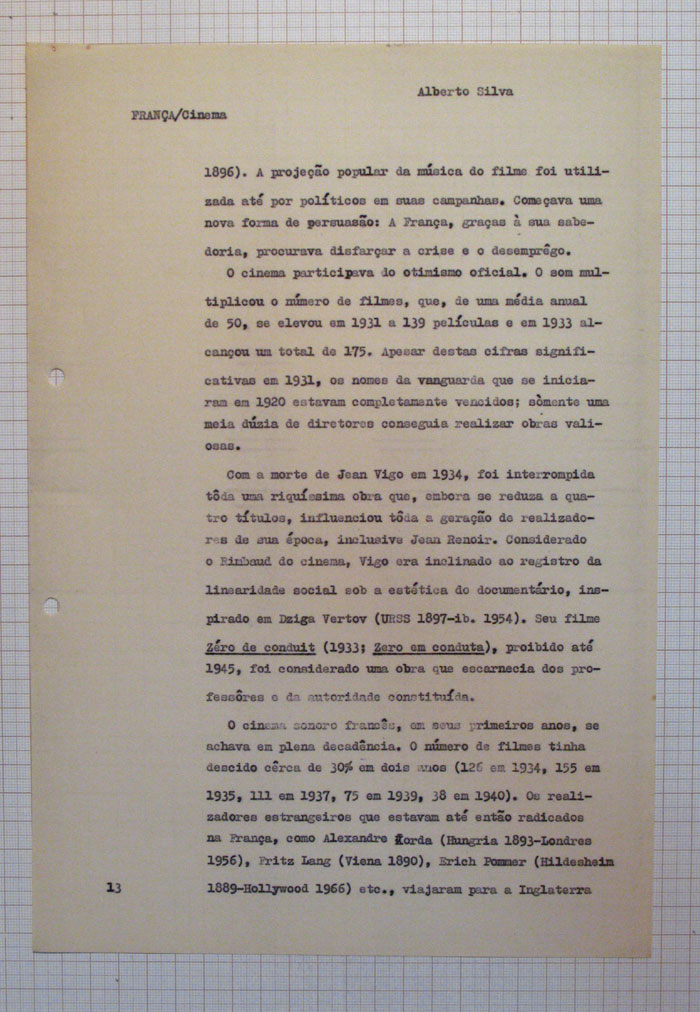 Alberto Silva
FRANÇA/Cinema
1896). A projeção popular da música do filme foi utili-
zada até por políticos em suas campanhas. Começava uma
nova forma de persuasão: A França, graças à sua sabe-
doria, procurava disfarçar a crise e o desemprêgo.
O cinema participava do otimismo oficial. O som mul-
tiplicou o número de filmes, que, de uma média anual
de 50, se elevou em 1931 a 139 películas e em 1933 al-
cançou um total de 175. Apesar destas cifras signifi-
cativas em 1931, os nomes da vanguarda que se inicia-
ram em 1920 estavam completamente vencidos; sòmente uma
meia dúzia de diretores conseguia realizar obras vali-
osas.
Com a morte de Jean Vigo em 1934, foi interrompida
tôda uma riquíssima obra que, embora se reduza a qua-
tro títulos, influenciou tôda a geração de realizado-
res de sua época, inclusive Jean Renoir. Considerado
o Rimbaud do cinema, Vigo era inclinado ao registro da
linearidade social sob a estética do documentário, ins-
pirado em Dziga Vertov (URSS 1897-ib. 1954). Seu filme
Zéro de conduit (1933; Zero em conduta), proibido até
1945, foi considerado uma obra que escarnecia dos pro-
fessôres e da autoridade constituída.
O cinema sonoro francês, em seus primeiros anos, se
achava em plena decadência. O número de filmes tinha
descido cêrca de 30% em dois anos (126 em 1934, 155 em
1935, 111 em 1937, 75 em 1939, 38 em 1940). Os reali-
zadores estrangeiros que estavam até então radicados
na França, como Alexandre Korda (Hungria 1893-Londres
1956), Fritz Lang (Viena 1890), Erich Pommer (Hildesheim
13 1889-Hollywood 1966) etc., viajaram para a Inglaterra